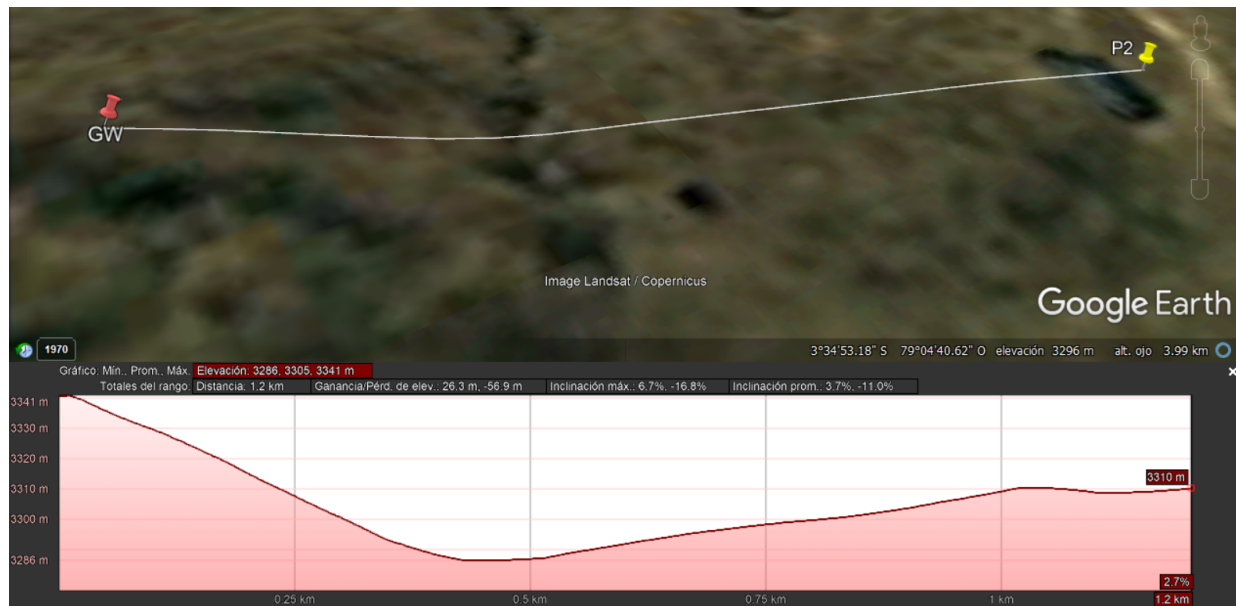 P2
GW
Image Landsat / Copernicus
Google Earth
1970
3°34'53.18" S 79°04'40.62" O elevación 3296 m alt. ojo 3.99 km
Gráfico: Mín., Prom., Máx. Elevación: 3286, 3305, 3341 m
Totales del rango: Distancia: 1.2 km Ganancia/Pérd. de elev.: 26.3 m, -56.9 m Inclinación máx.: 6.7%, -16.8% Inclinación prom.: 3.7%, -11.0%
3341 m
3330 m
3320 m
3310 m
3310 m
3300 m
3286 m
2.7%
0.25 km 0.5 km 0.75 km 1 km 1.2 km